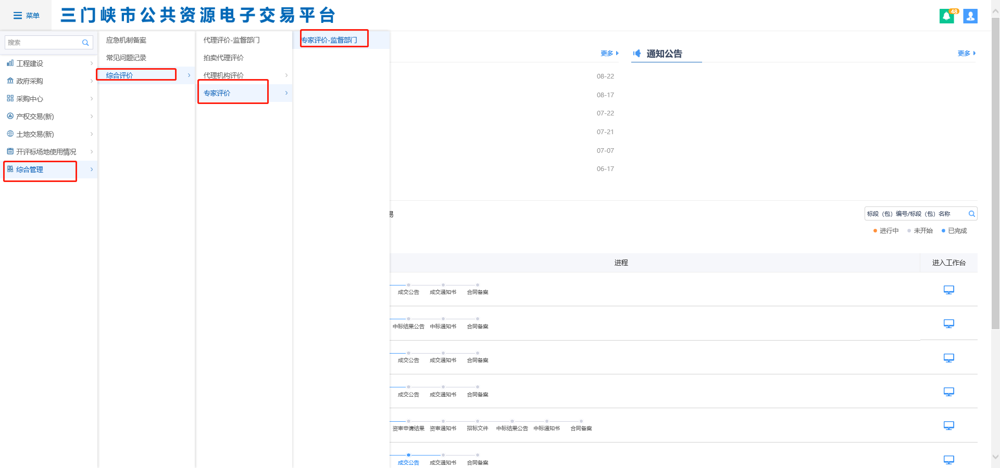 菜单
三门峡市公共资源电子交易平台
48
搜索
工程建设
政府采购
采购中心
产权交易(新)
土地交易(新)
开评标场地使用情况
综合管理
应急机制备案
常见问题记录
综合评价
代理评价-监督部门
拍卖代理评价
代理机构评价
专家评价
专家评价-监督部门
更多
08-22
08-17
07-22
07-21
07-07
06-17
通知公告
更多
易
标段（包）编号/标段（包）名称
进行中 未开始 已完成
进程 进入工作台
成交公告 成交通知书 合同备案
中标结果公告 中标通知书 合同备案
成交公告 成交通知书 合同备案
成交公告 成交通知书 合同备案
资审申请结果 资审通知书 招标文件 中标结果公告 中标通知书 合同备案
成交公告 成交通知书 合同备案